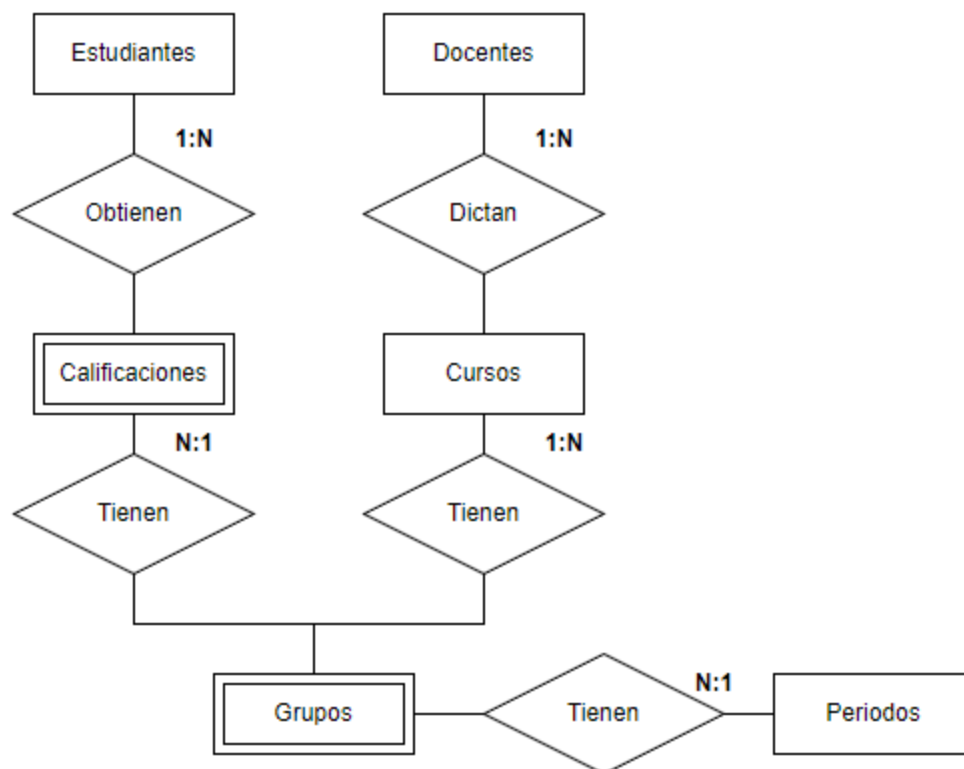 Estudiantes
Docentes
1:N
1:N
Obtienen
Dictan
Calificaciones
Cursos
N:1
1:N
Tienen
Tienen
N:1
Grupos
Tienen
Periodos